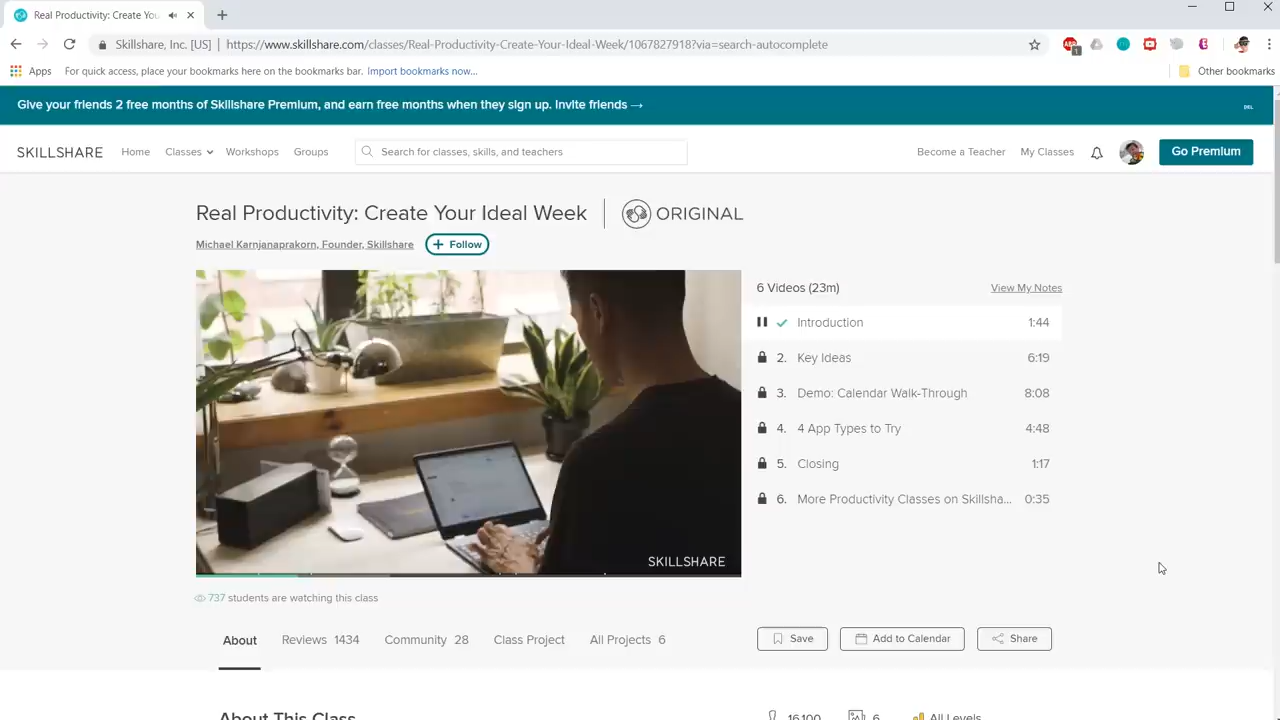 Real Productivity: Create You
Skillshare, Inc. [US] | https://www.skillshare.com/classes/Real-Productivity-Create-Your-Ideal-Week/1067827918?via=search-autocomplete
ABP
1
Apps For quick access, place your bookmarks here on the bookmarks bar. Import bookmarks now... Other bookmarks
Give your friends 2 free months of Skillshare Premium, and earn free months when they sign up. Invite friends →
SKILLSHARE Home Classes Workshops Groups Search for classes, skills, and teachers Become a Teacher My Classes Go Premium
Real Productivity: Create Your Ideal Week | ORIGINAL
Michael Karnjanaprakorn, Founder, Skillshare + Follow
6 Videos (23m) View My Notes
Introduction 1:44
2. Key Ideas 6:19
3. Demo: Calendar Walk-Through 8:08
4. 4 App Types to Try 4:48
5. Closing 1:17
6. More Productivity Classes on Skillsha... 0:35
SKILLSHARE
737 students are watching this class
About Reviews 1434 Community 28 Class Project All Projects 6 Save Add to Calendar Share
About This Class 16,100 6 All Levels